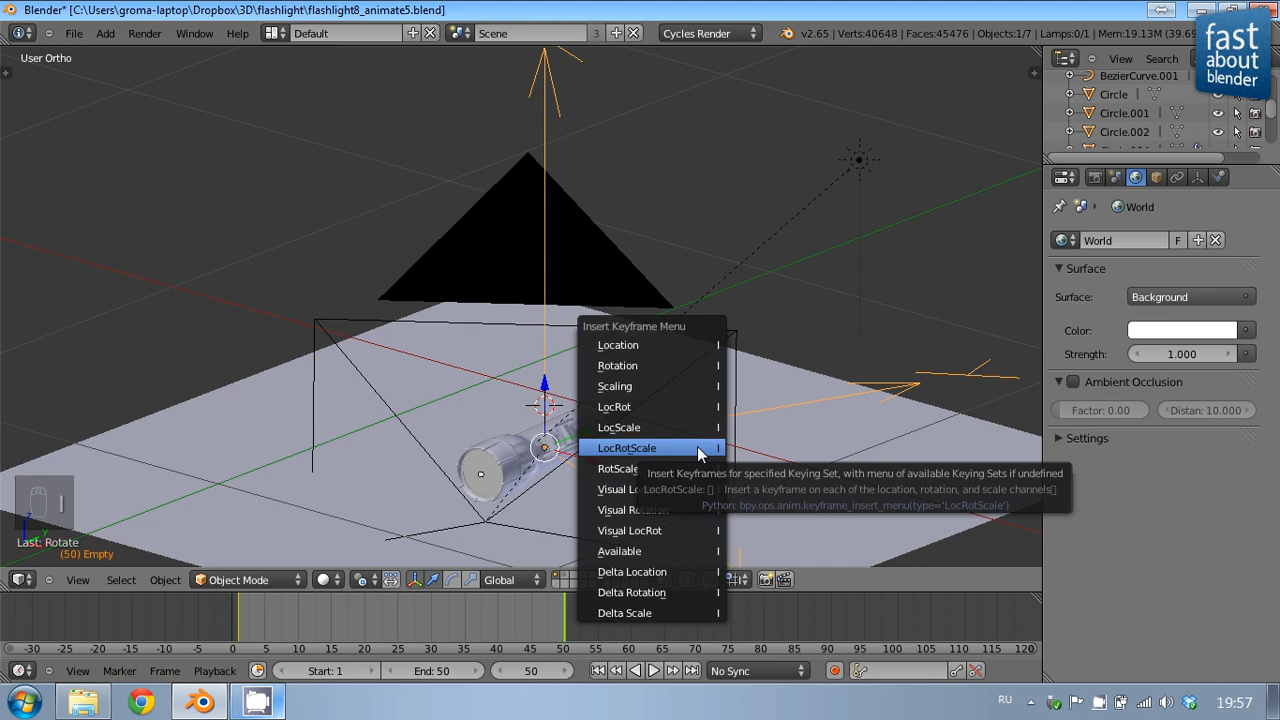 Blender* [C:\Users\groma-laptop\Dropbox\3D\flashlight\flashlight8_animate5.blend]
File Add Render Window Help Default Scene 3 Cycles Render v2.65 | Verts:40648 | Faces:45476 | Objects:1/7 | Lamps:0/1 | Mem:19.13M (39.69
fast
about
blender
User Ortho
View Search
BezierCurve.001
Circle
Circle.001
Circle.002
World
World F
Surface
Surface: Background
Color:
Strength: 1.000
Ambient Occlusion
Factor: 0.00 Distan: 10.000
Settings
Insert Keyframe Menu
Location I
Rotation I
Scaling I
LocRot I
LocScale I
LocRotScale I
RotScale
Visual Lo
Visual Rotation
Visual LocRot I
Available I
Delta Location I
Delta Rotation I
Delta Scale I
Insert Keyframes for specified Keying Set, with menu of available Keying Sets if undefined
LocRotScale: Insert a keyframe on each of the location, rotation, and scale channels
Python: bpy.ops.anim.keyframe_insert_menu(type='LocRotScale')
I
z
y
Last: Rotate
(50) Empty
View Select Object Object Mode Global
-30 -25 -20 -15 -10 -5 0 5 10 15 20 25 30 35 40 45 50 55 60 65 70 75 80 85 90 95 100 105 110 115 120
View Marker Frame Playback Start: 1 End: 50 50 No Sync
RU 19:57